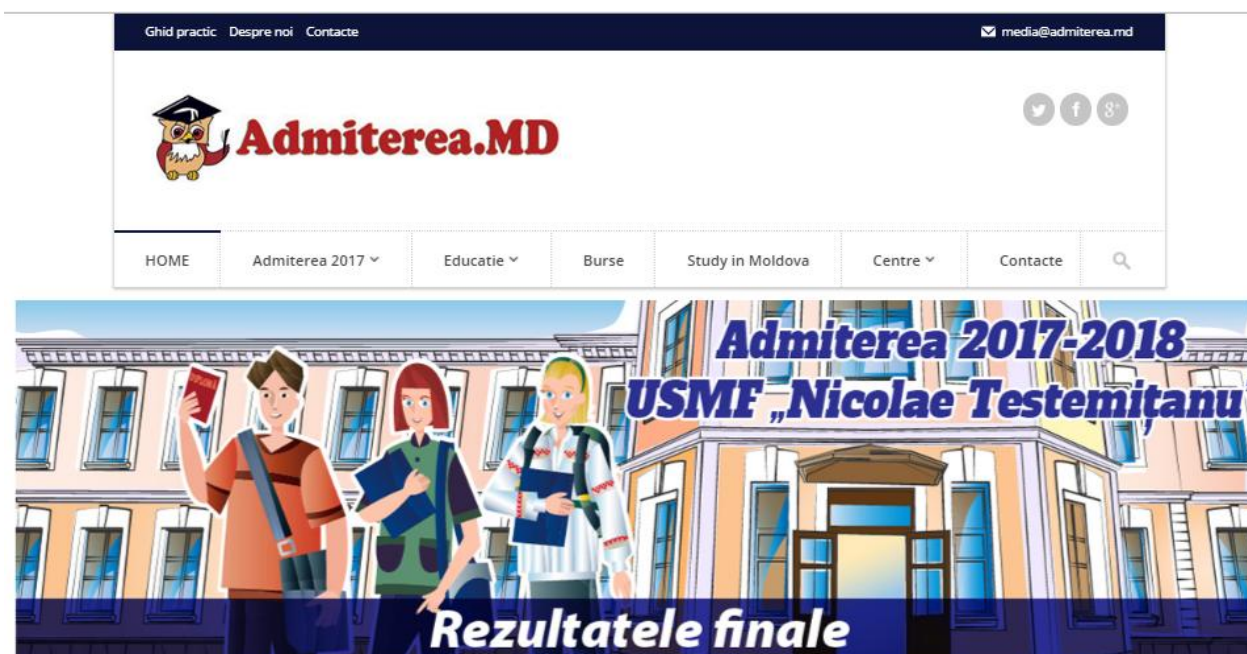 Ghid practic Despre noi Contacte media@admiterea.md
Admiterea.MD
HOME Admiterea 2017 Educatie Burse Study in Moldova Centre Contacte
DIPLOMĂ
Admiterea 2017-2018
USMF „Nicolae Testemițanu
Rezultatele finale